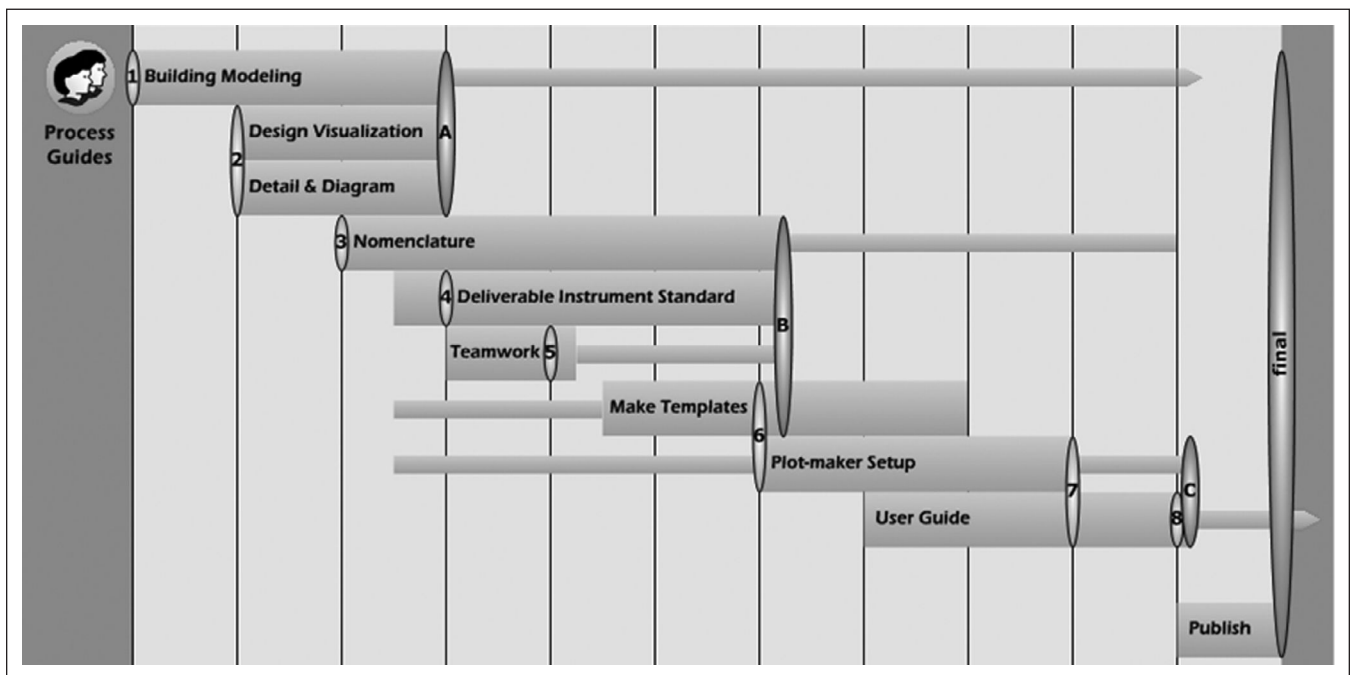 Process
Guides
1 Building Modeling
A
2
Design Visualization
Detail & Diagram
3 Nomenclature
4 Deliverable Instrument Standard
B
Teamwork 5
Make Templates
6
Plot-maker Setup
7
C
User Guide
8
final
Publish